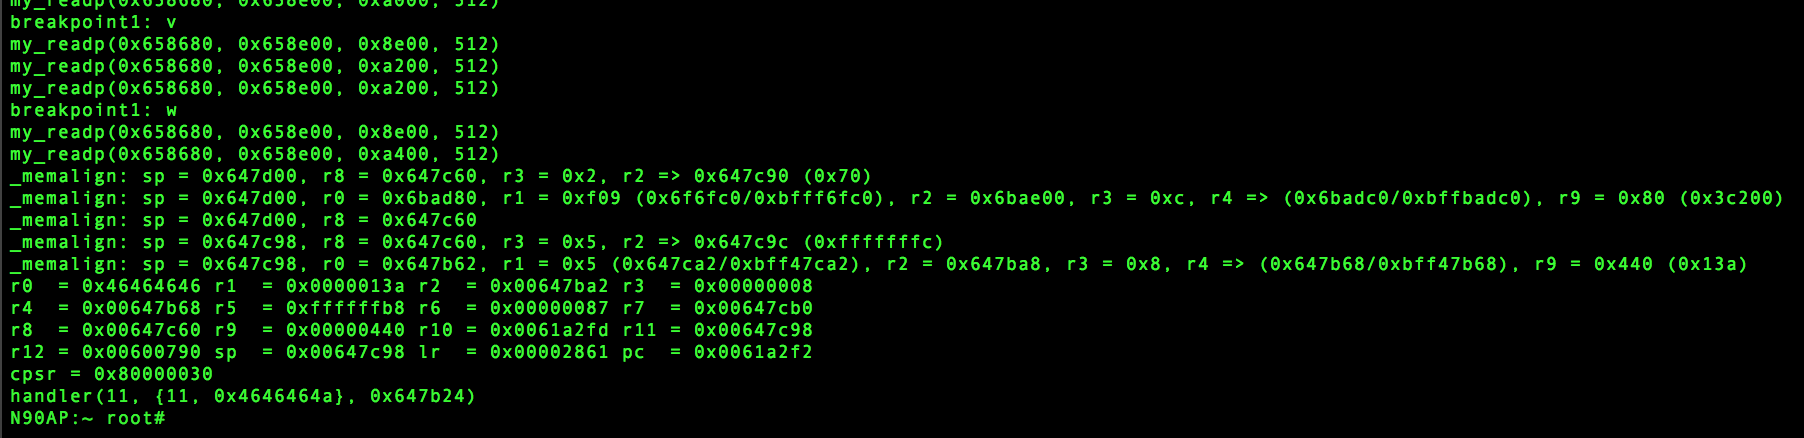 my_readp(0x658680, 0x658e00, 0xa000, 512)
breakpoint1: v
my_readp(0x658680, 0x658e00, 0x8e00, 512)
my_readp(0x658680, 0x658e00, 0xa200, 512)
my_readp(0x658680, 0x658e00, 0xa200, 512)
breakpoint1: w
my_readp(0x658680, 0x658e00, 0x8e00, 512)
my_readp(0x658680, 0x658e00, 0xa400, 512)
_memalign: sp = 0x647d00, r8 = 0x647c60, r3 = 0x2, r2 => 0x647c90 (0x70)
_memalign: sp = 0x647d00, r0 = 0x6bad80, r1 = 0xf09 (0x6f6fc0/0xbfff6fc0), r2 = 0x6bae00, r3 = 0xc, r4 => (0x6badc0/0xbffbadc0), r9 = 0x80 (0x3c200)
_memalign: sp = 0x647d00, r8 = 0x647c60
_memalign: sp = 0x647c98, r8 = 0x647c60, r3 = 0x5, r2 => 0x647c9c (0xfffffffc)
_memalign: sp = 0x647c98, r0 = 0x647b62, r1 = 0x5 (0x647ca2/0xbff47ca2), r2 = 0x647ba8, r3 = 0x8, r4 => (0x647b68/0xbff47b68), r9 = 0x440 (0x13a)
r0  = 0x46464646 r1  = 0x0000013a r2  = 0x00647ba2 r3  = 0x00000008
r4  = 0x00647b68 r5  = 0xffffffb8 r6  = 0x00000087 r7  = 0x00647cb0
r8  = 0x00647c60 r9  = 0x00000440 r10 = 0x0061a2fd r11 = 0x00647c98
r12 = 0x00600790 sp  = 0x00647c98 lr  = 0x00002861 pc  = 0x0061a2f2
cpsr = 0x80000030
handler(11, {11, 0x4646464a}, 0x647b24)
N90AP:~ root#